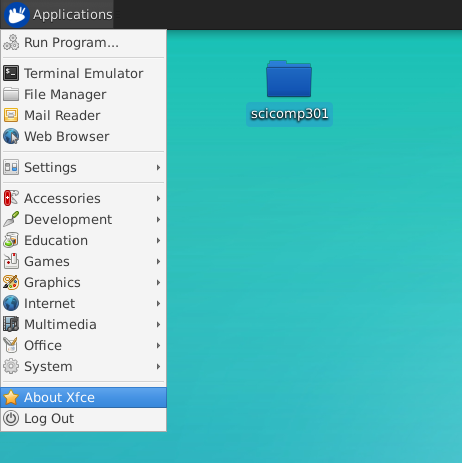 Applications
Run Program...
Terminal Emulator
File Manager
Mail Reader
Web Browser
Settings
Accessories
Development
Education
Games
Graphics
Internet
Multimedia
Office
System
About Xfce
Log Out
scicomp301